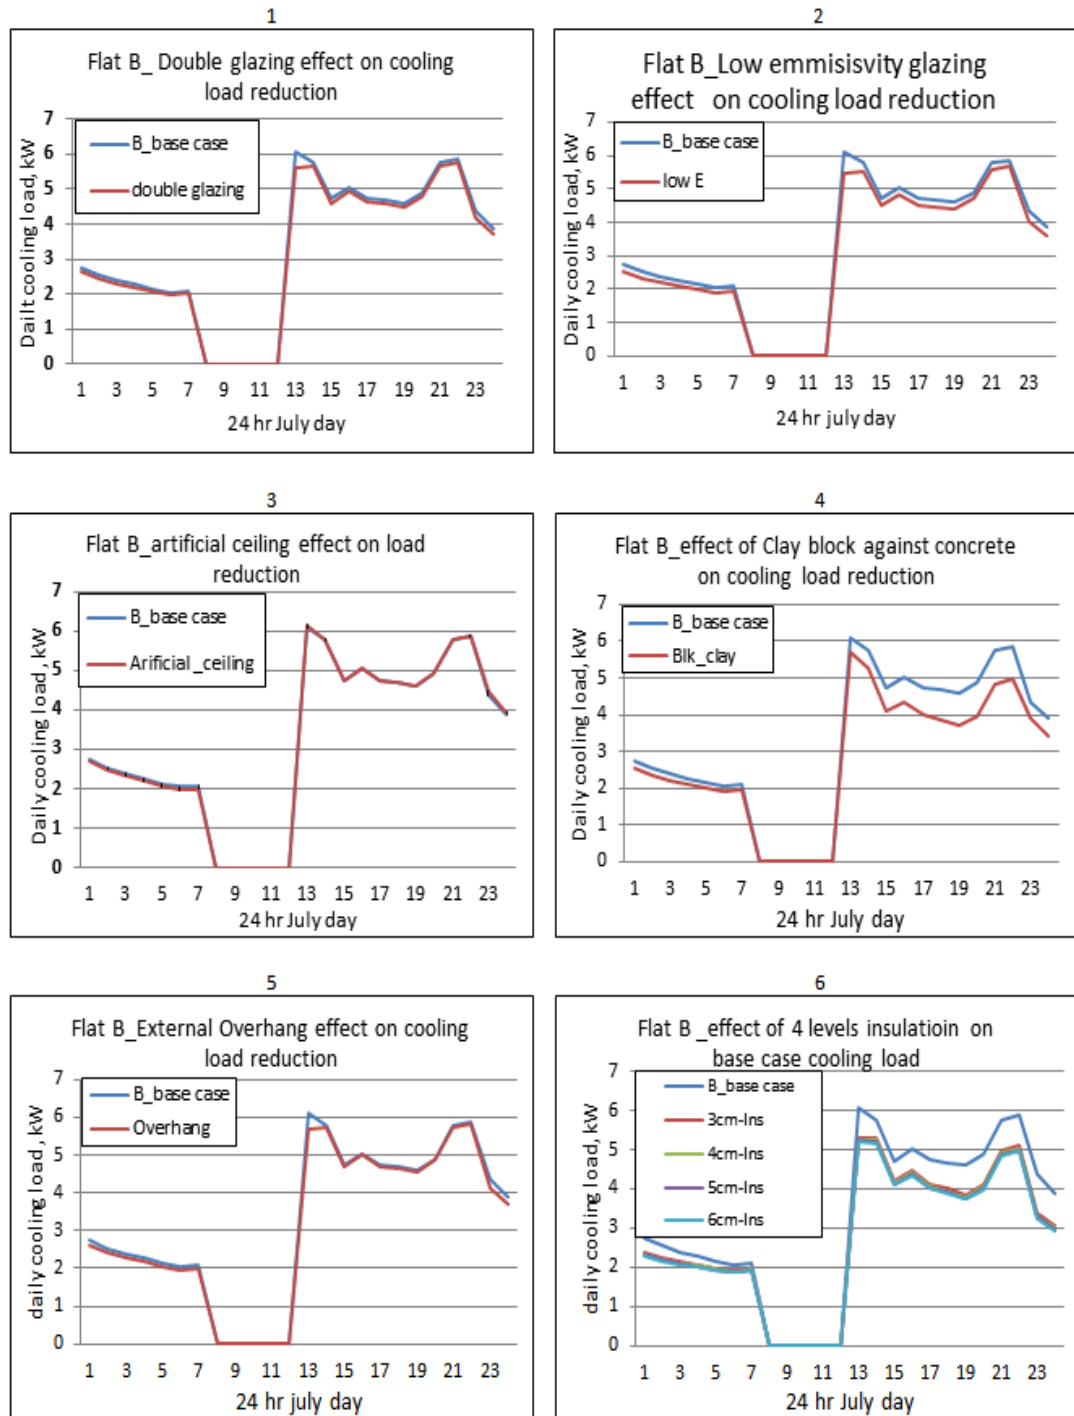 1
Flat B_ Double glazing effect on cooling
load reduction
7
6
5
4
3
2
1
0
B_base case
double glazing
Dailt cooling load, kW
1 3 5 7 9 11 13 15 17 19 21 23
24 hr July day
2
Flat B_Low emmisisvity glazing
effect on cooling load reduction
7
6
5
4
3
2
1
0
B_base case
low E
Daily cooling load, kW
1 3 5 7 9 11 13 15 17 19 21 23
24 hr july day
3
Flat B_artificial ceiling effect on load
reduction
7
6
5
4
3
2
1
0
B_base case
Arificial _ceiling
Daily cooling load, kW
1 3 5 7 9 11 13 15 17 19 21 23
24 hr July day
4
Flat B_effect of Clay block against concrete
on cooling load reduction
7
6
5
4
3
2
1
0
B_base case
Blk_clay
Daily cooling load, kW
1 3 5 7 9 11 13 15 17 19 21 23
24 hr July day
5
Flat B_External Overhang effect on cooling
load reduction
7
6
5
4
3
2
1
0
B_base case
Overhang
daily cooling load, kW
1 3 5 7 9 11 13 15 17 19 21 23
24 hr july day
6
Flat B _effect of 4 levels insulatioin on
base case cooling load
7
6
5
4
3
2
1
0
B_base case
3cm-Ins
4cm-Ins
5cm-Ins
6cm-Ins
daily cooling load, kW
1 3 5 7 9 11 13 15 17 19 21 23
24 hr July day